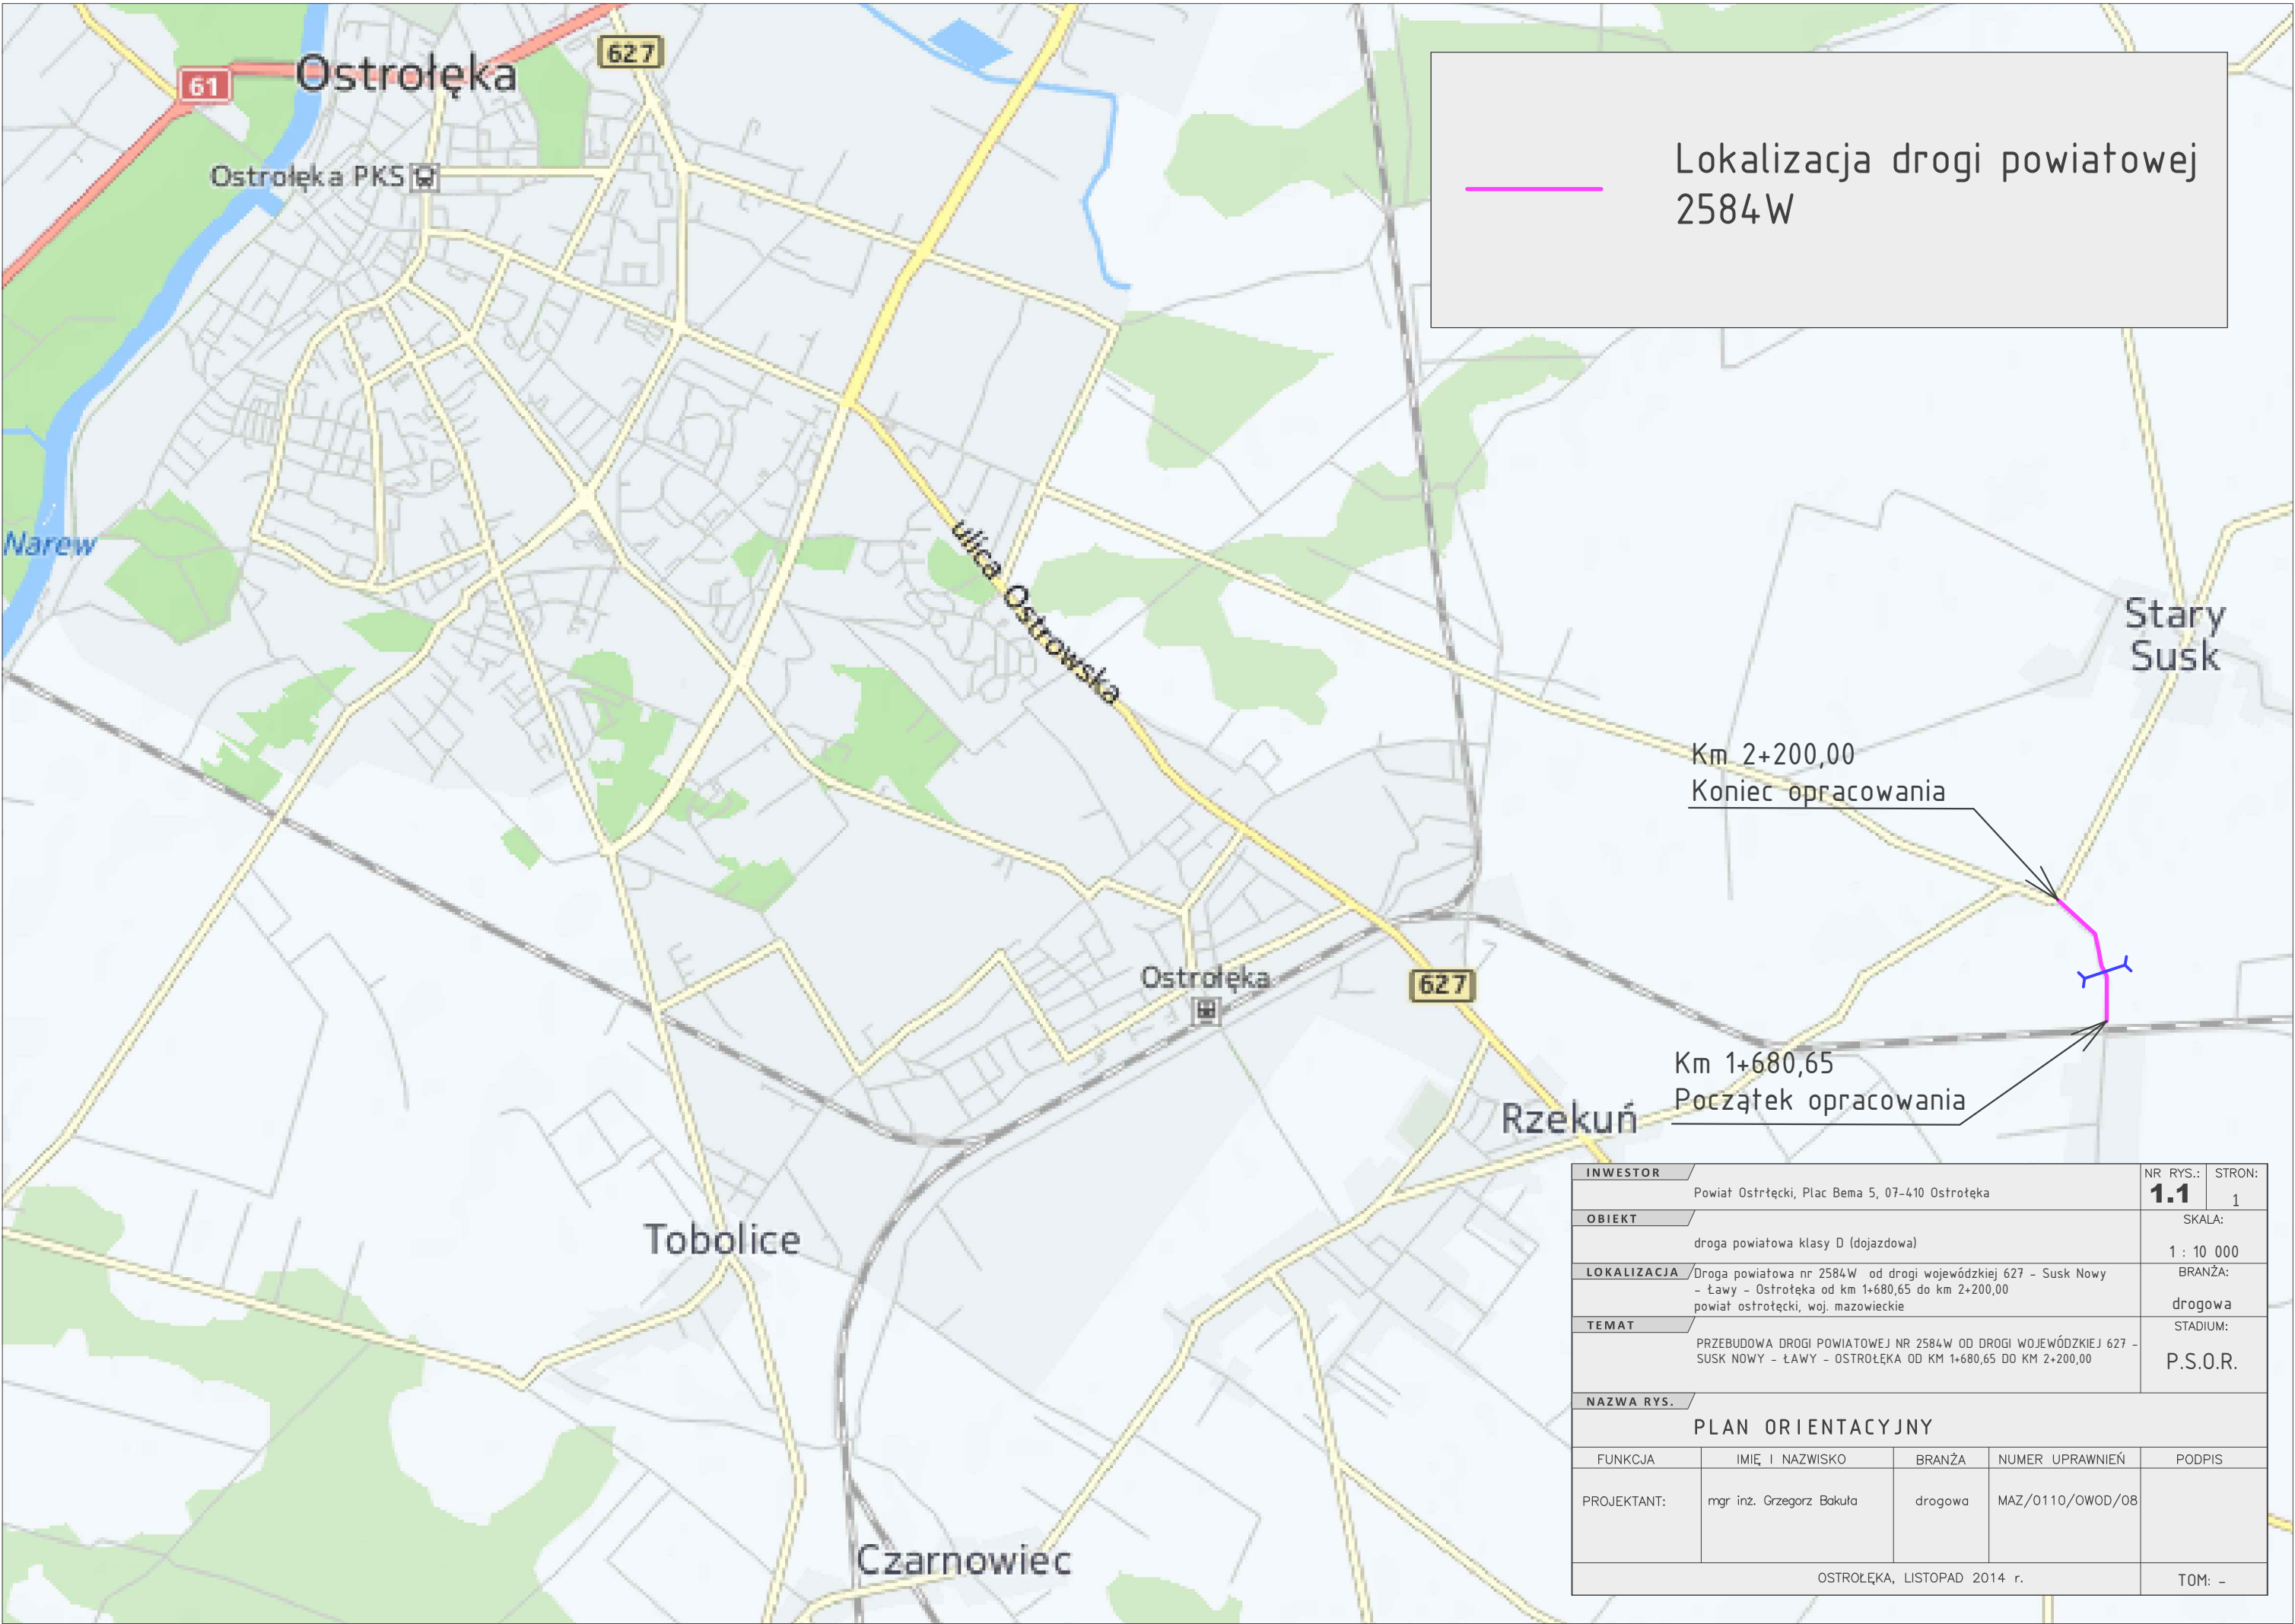 Ostrołęka
627
61
Ostrołęka PKS
Lokalizacja drogi powiatowej
2584W
Narew
ulica Ostrowska
Stary
Susk
Km 2+200,00
Koniec opracowania
Ostrołęka
627
Km 1+680,65
Początek opracowania
Rzekuń
Tobolice
Czarnowiec
INWESTOR
Powiat Ostrłęcki, Plac Bema 5, 07-410 Ostrołęka
NR RYS.: STRON:
1.1 1
OBIEKT
droga powiatowa klasy D (dojazdowa)
SKALA:
1 : 10 000
LOKALIZACJA
Droga powiatowa nr 2584W od drogi wojewódzkiej 627 - Susk Nowy
- Ławy - Ostrołęka od km 1+680,65 do km 2+200,00
powiat ostrołęcki, woj. mazowieckie
BRANŻA:
drogowa
TEMAT
PRZEBUDOWA DROGI POWIATOWEJ NR 2584W OD DROGI WOJEWÓDZKIEJ 627 -
SUSK NOWY - ŁAWY - OSTROŁĘKA OD KM 1+680,65 DO KM 2+200,00
STADIUM:
P.S.O.R.
NAZWA RYS.
PLAN ORIENTACYJNY
FUNKCJA IMIĘ I NAZWISKO BRANŻA NUMER UPRAWNIEŃ PODPIS
PROJEKTANT: mgr inż. Grzegorz Bakuła drogowa MAZ/0110/OWOD/08
OSTROŁĘKA, LISTOPAD 2014 r. TOM: -